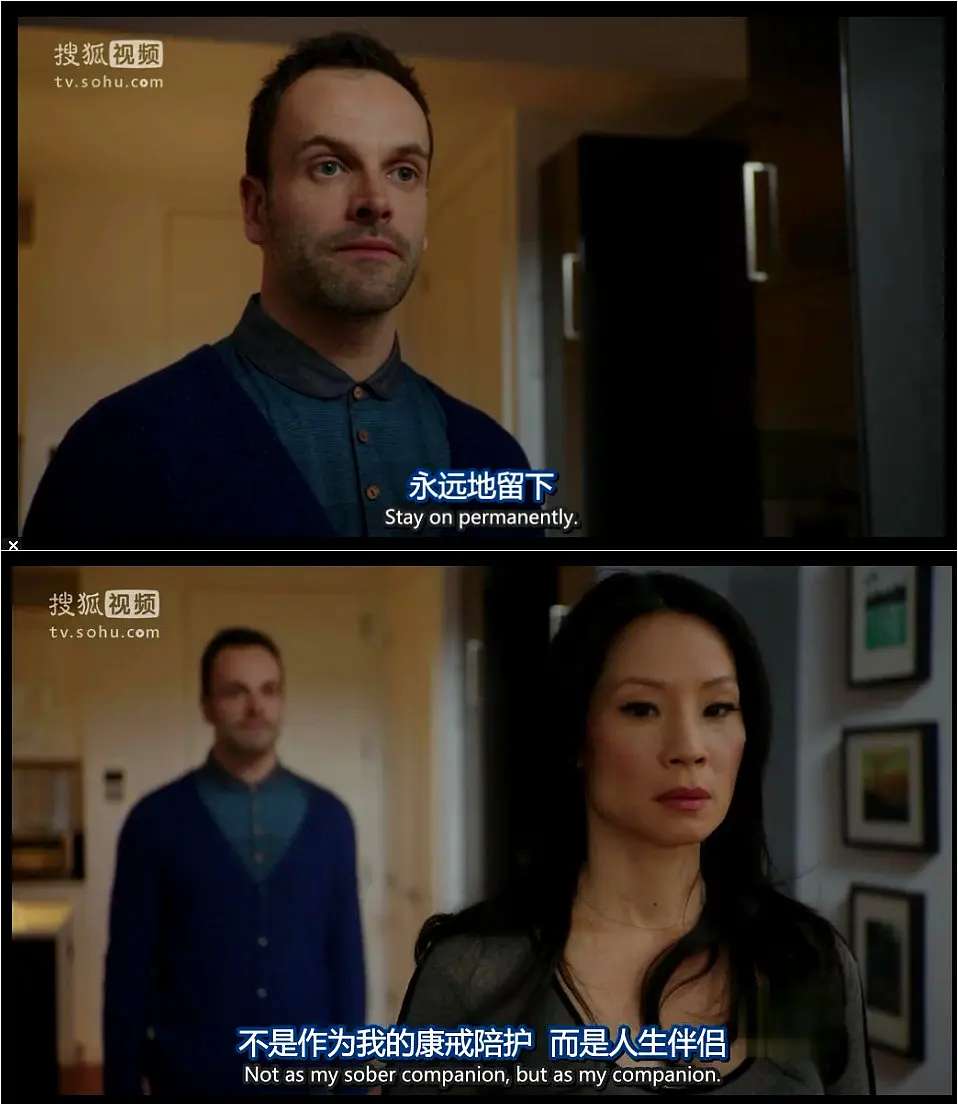 搜狐视频
tv.sohu.com
永远地留下
Stay on permanently.
搜狐视频
tv.sohu.com
不是作为我的康戒陪护 而是人生伴侣
Not as my sober companion, but as my companion.